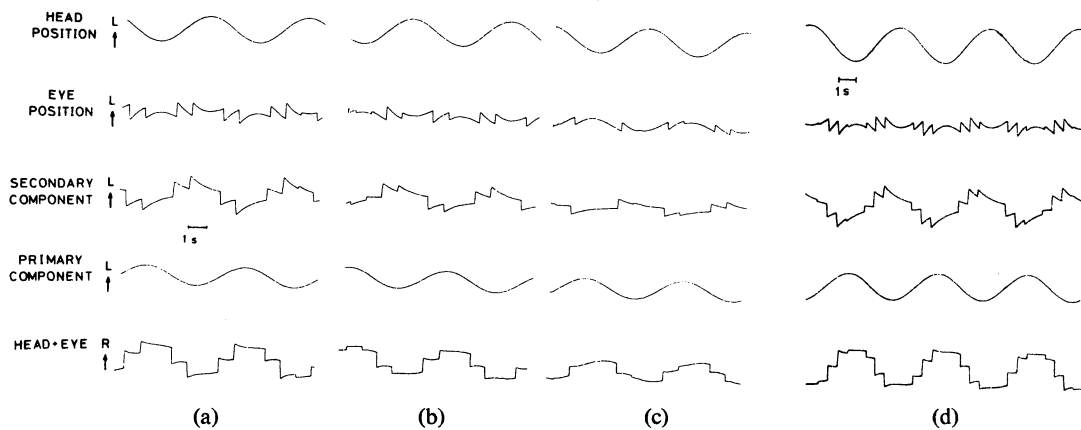 HEAD
POSITION
L
EYE
POSITION
L
SECONDARY
COMPONENT
L
1 s
PRIMARY
COMPONENT
L
HEAD+EYE
R
1 s
(a)
(b)
(c)
(d)